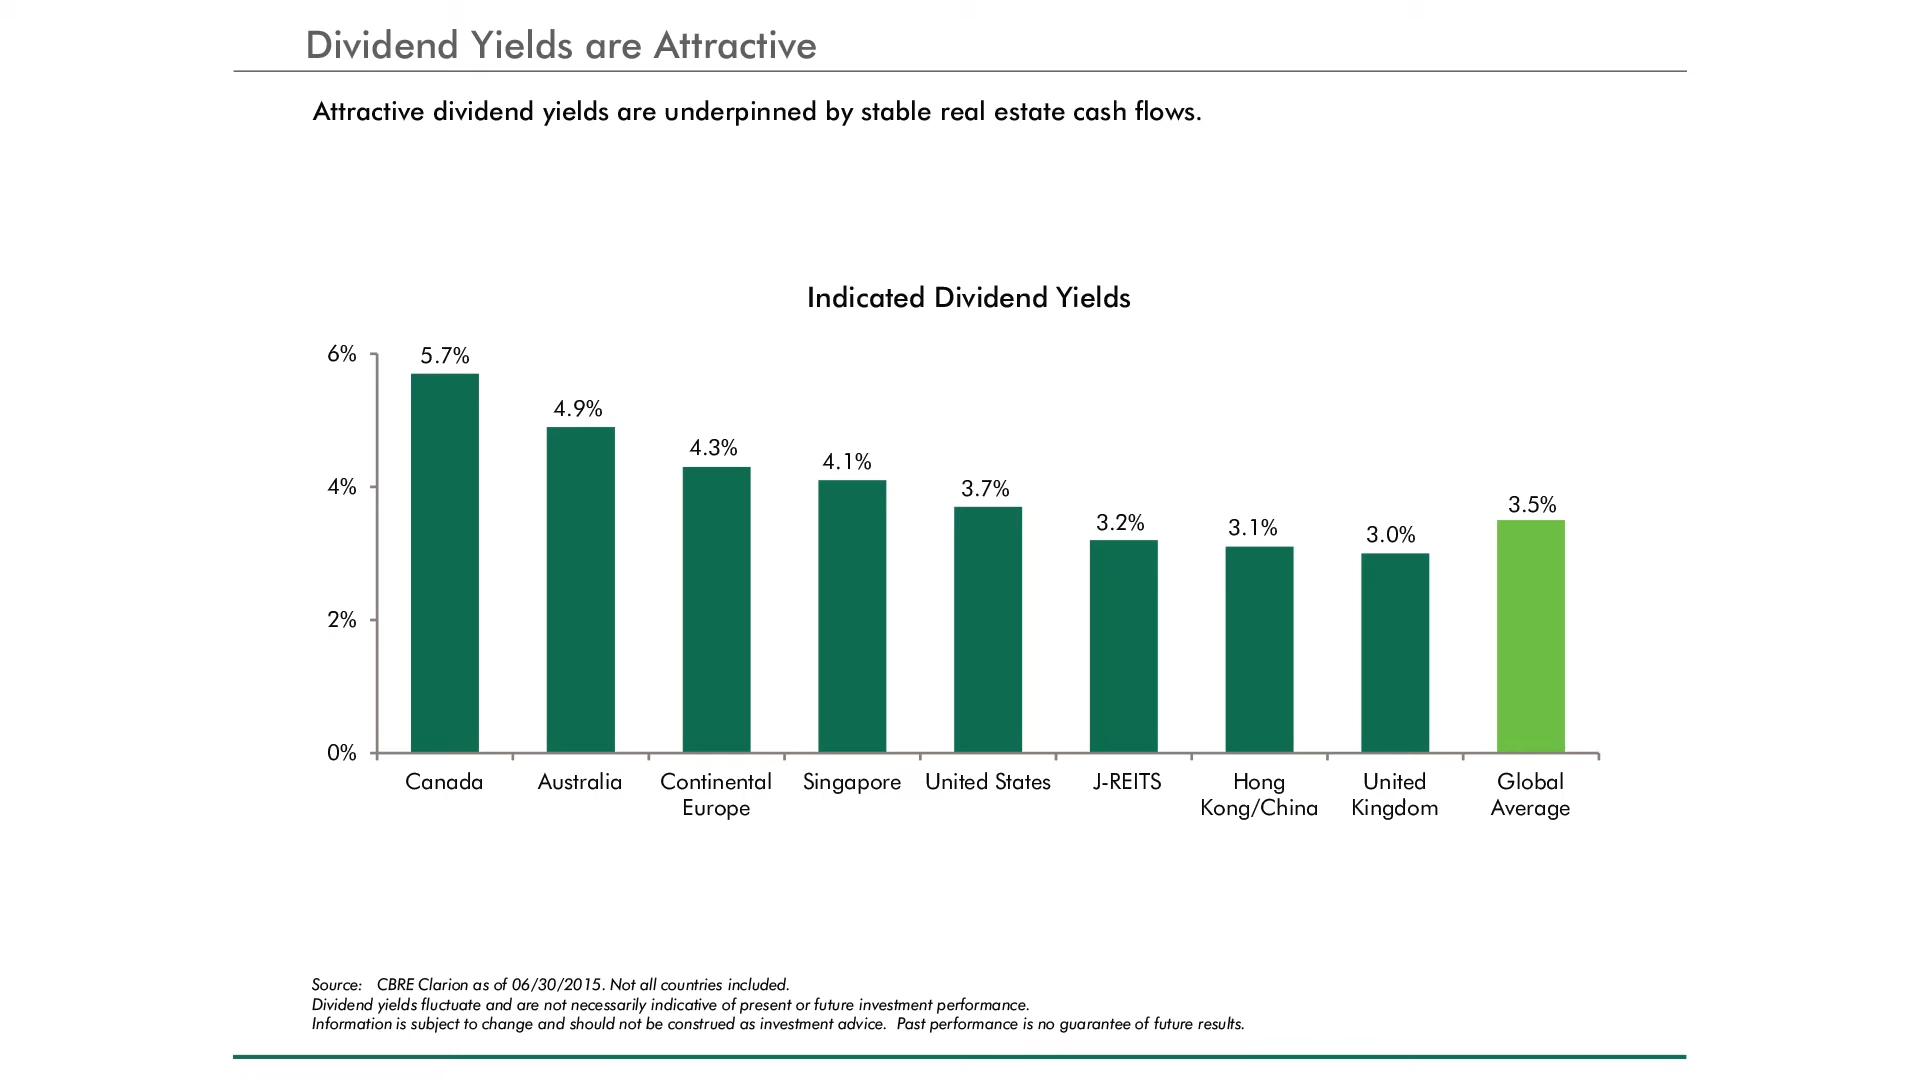 Dividend Yields are Attractive
Attractive dividend yields are underpinned by stable real estate cash flows.
Indicated Dividend Yields
6%
4%
2%
0%
5.7%
4.9%
4.3%
4.1%
3.7%
3.2%
3.1%
3.0%
3.5%
Canada
Australia
Continental
Europe
Singapore
United States
J-REITS
Hong
Kong/China
United
Kingdom
Global
Average
Source: CBRE Clarion as of 06/30/2015. Not all countries included.
Dividend yields fluctuate and are not necessarily indicative of present or future investment performance.
Information is subject to change and should not be construed as investment advice. Past performance is no guarantee of future results.